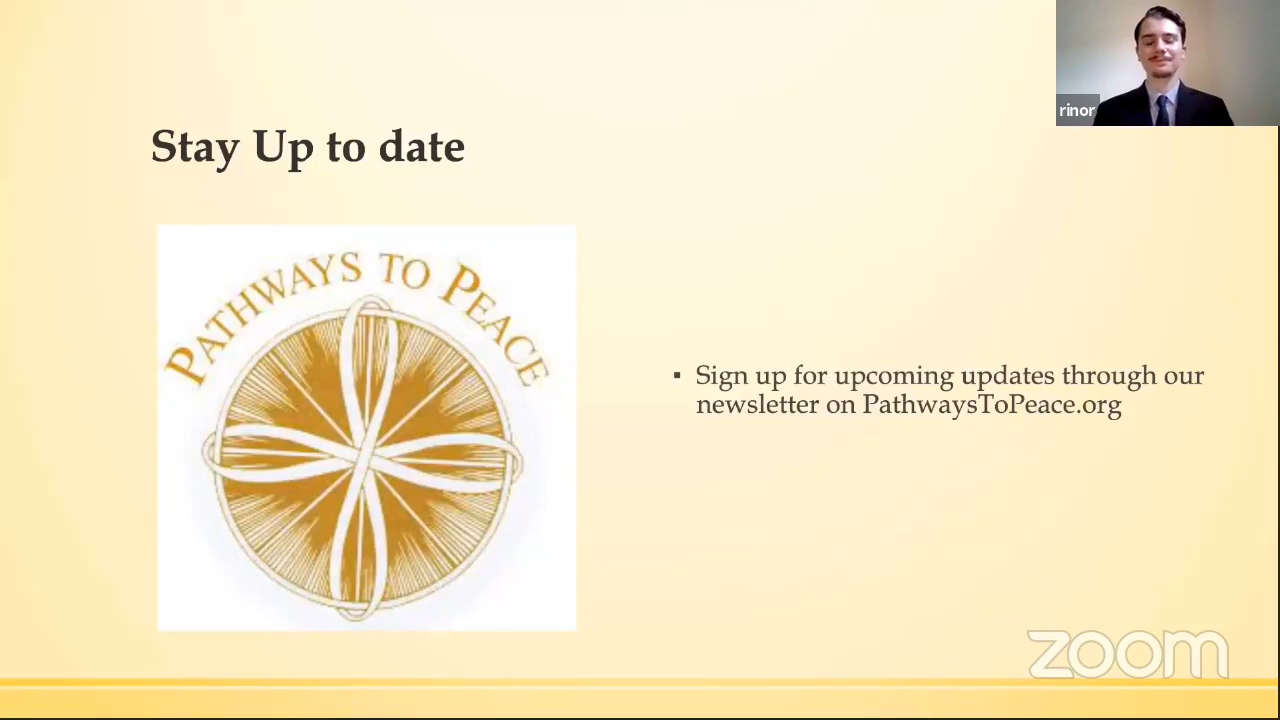 rinor
Stay Up to date
PATHWAYS TO PEACE
▪ Sign up for upcoming updates through our
newsletter on PathwaysToPeace.org
zoom